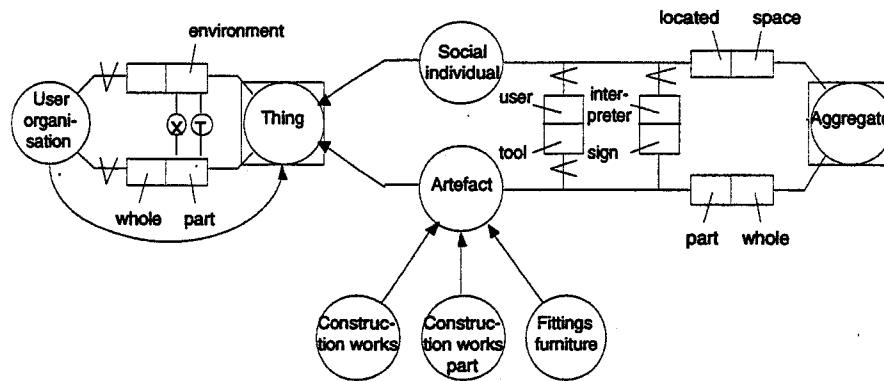 located space
environment
Social
individual
User
organi-
sation
X T
Thing
user
inter-
preter
Aggregate
tool
sign
Artefact
whole part
part whole
Construc-
tion works
Construc-
tion works
part
Fittings
furniture